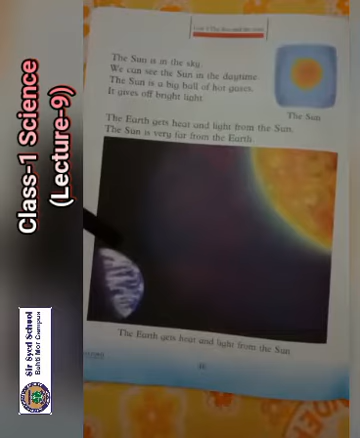 Class-1 Science
(Lecture-9)
Sir Syed School
Buhti Mor Campus
The Sun is in the sky.
We can see the Sun in the daytime.
The Sun is a big ball of hot gases.
It gives off bright light.
The Sun
The Earth gets heat and light from the Sun.
The Sun is very far from the Earth.
The Earth gets heat and light from the Sun